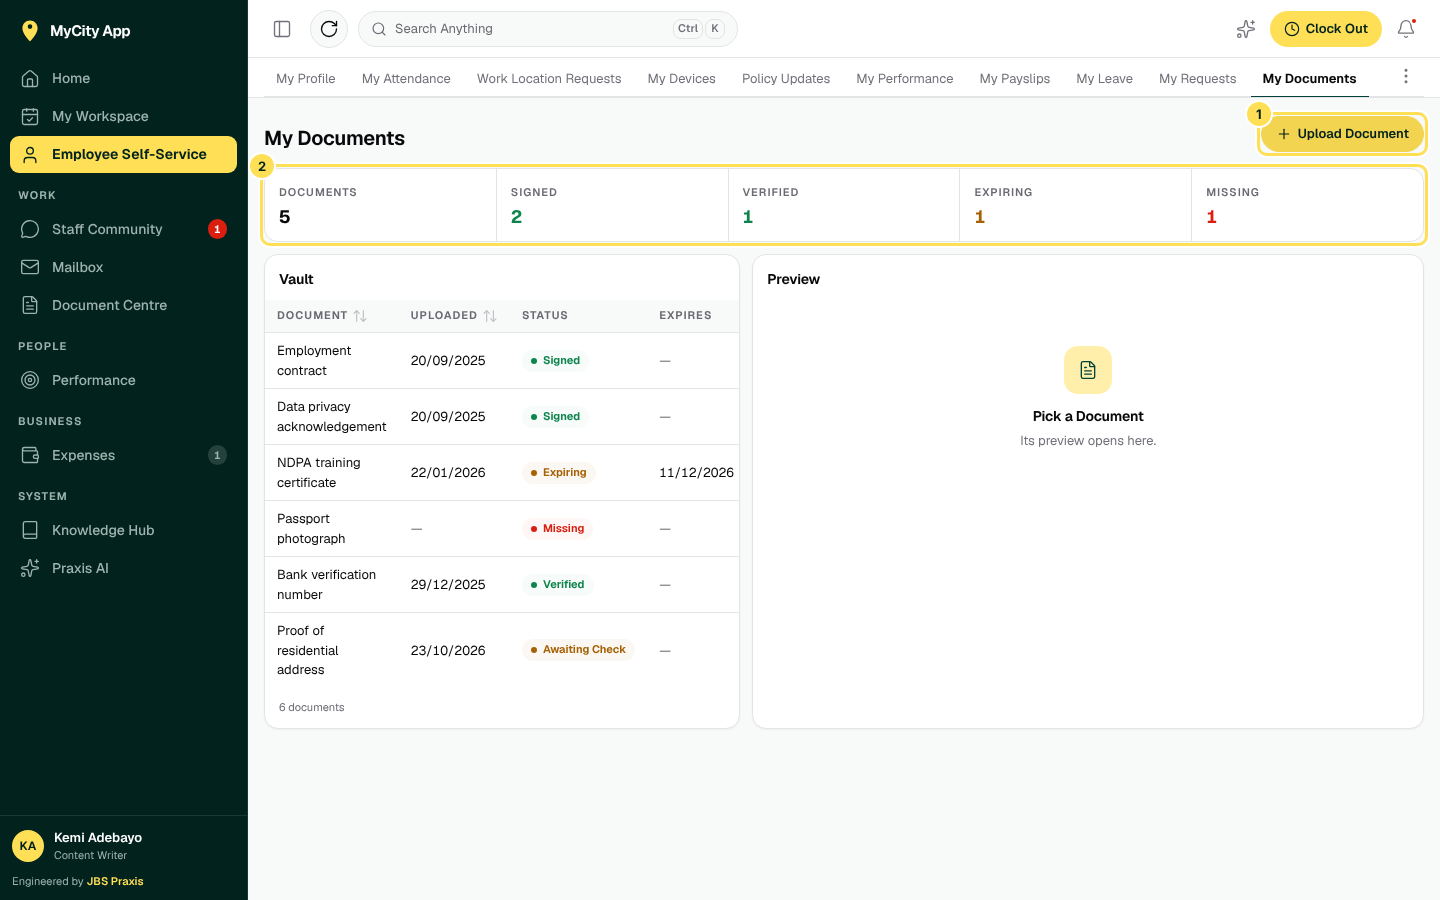 MyCity App
Home
My Workspace
Employee Self-Service
WORK
Staff Community 1
Mailbox
Document Centre
PEOPLE
Performance
BUSINESS
Expenses 1
SYSTEM
Knowledge Hub
Praxis AI
KA
Kemi Adebayo
Content Writer
Engineered by JBS Praxis
Search Anything Ctrl K
Clock Out
My Profile My Attendance Work Location Requests My Devices Policy Updates My Performance My Payslips My Leave My Requests My Documents
1
My Documents
Upload Document
2
DOCUMENTS SIGNED VERIFIED EXPIRING MISSING
5 2 1 1 1
Vault
DOCUMENT UPLOADED STATUS EXPIRES
Employment
contract 20/09/2025 Signed —
Data privacy
acknowledgement 20/09/2025 Signed —
NDPA training
certificate 22/01/2026 Expiring 11/12/2026
Passport
photograph — Missing —
Bank verification
number 29/12/2025 Verified —
Proof of
residential
address 23/10/2026 Awaiting Check —
6 documents
Preview
Pick a Document
Its preview opens here.